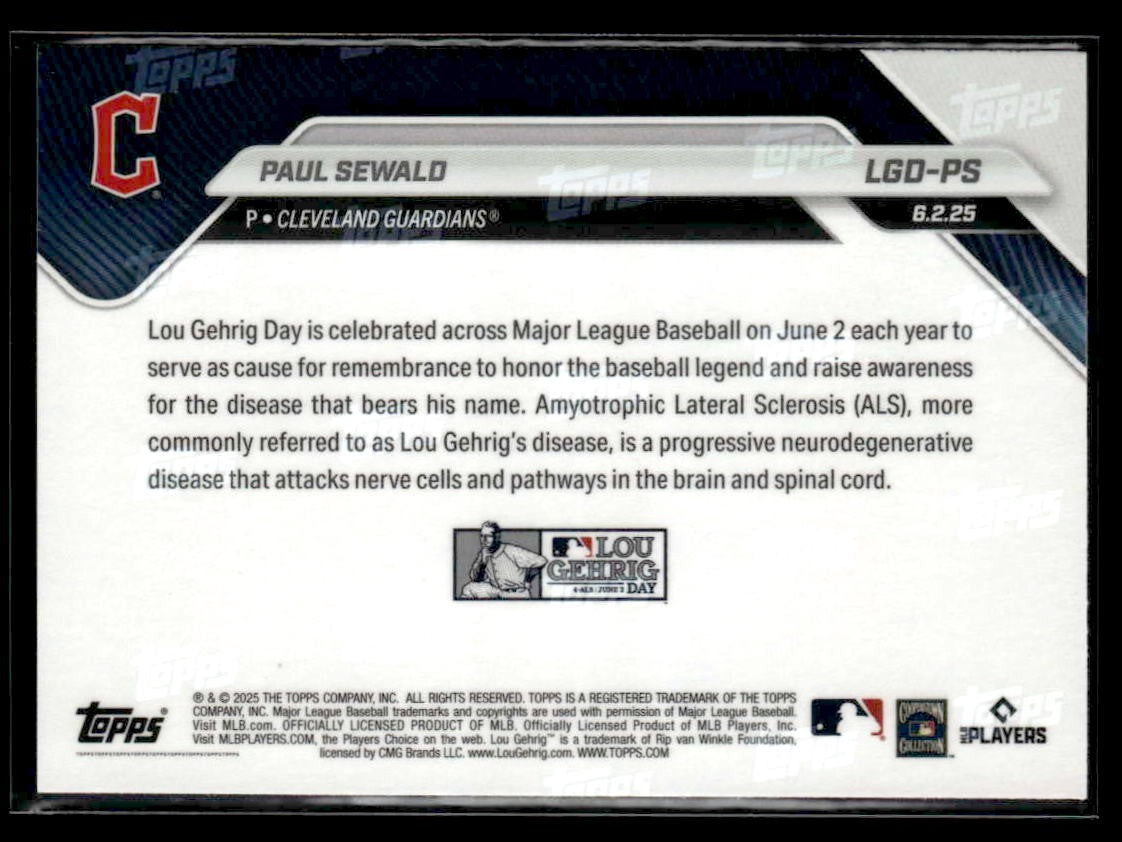 Topps
C
PAUL SEWALD
LGD-PS
P • CLEVELAND GUARDIANS®
6.2.25
Lou Gehrig Day is celebrated across Major League Baseball on June 2 each year to
serve as cause for remembrance to honor the baseball legend and raise awareness
for the disease that bears his name. Amyotrophic Lateral Sclerosis (ALS), more
commonly referred to as Lou Gehrig's disease, is a progressive neurodegenerative
disease that attacks nerve cells and pathways in the brain and spinal cord.
LOU
GEHRIG
4-ALS | JUNE 2 DAY
Topps®
® & © 2025 THE TOPPS COMPANY, INC. ALL RIGHTS RESERVED. TOPPS IS A REGISTERED TRADEMARK OF THE TOPPS
COMPANY, INC. Major League Baseball trademarks and copyrights are used with permission of Major League Baseball.
Visit MLB.com. OFFICIALLY LICENSED PRODUCT OF MLB. Officially Licensed Product of MLB Players, Inc.
Visit MLBPLAYERS.COM, the Players Choice on the web. Lou Gehrig™ is a trademark of Rip van Winkle Foundation,
licensed by CMG Brands LLC. www.LouGehrig.com. WWW.TOPPS.COM
COOPERSTOWN
COLLECTION
MLB PLAYERS